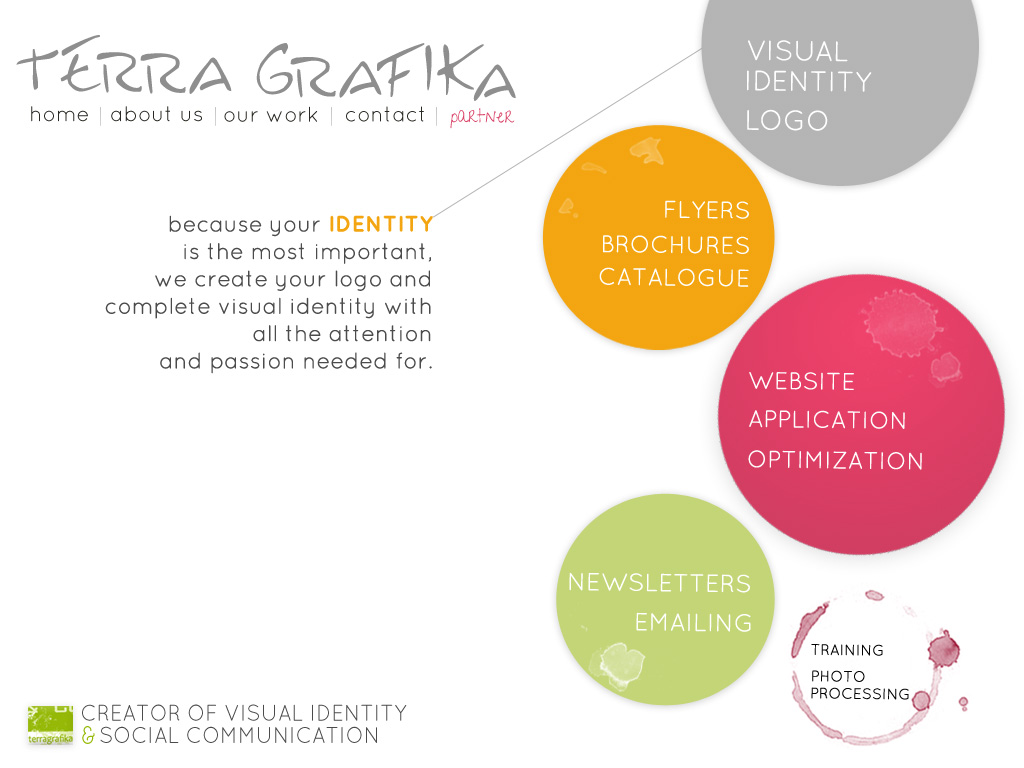 TERRA GRAFIKA
home | about us | our work | contact | partner
because your IDENTITY
is the most important,
we create your logo and
complete visual identity with
all the attention
and passion needed for.
VISUAL
IDENTITY
LOGO
FLYERS
BROCHURES
CATALOGUE
WEBSITE
APPLICATION
OPTIMIZATION
NEWSLETTERS
EMAILING
TRAINING
PHOTO
PROCESSING
terragrafika
CREATOR OF VISUAL IDENTITY
& SOCIAL COMMUNICATION